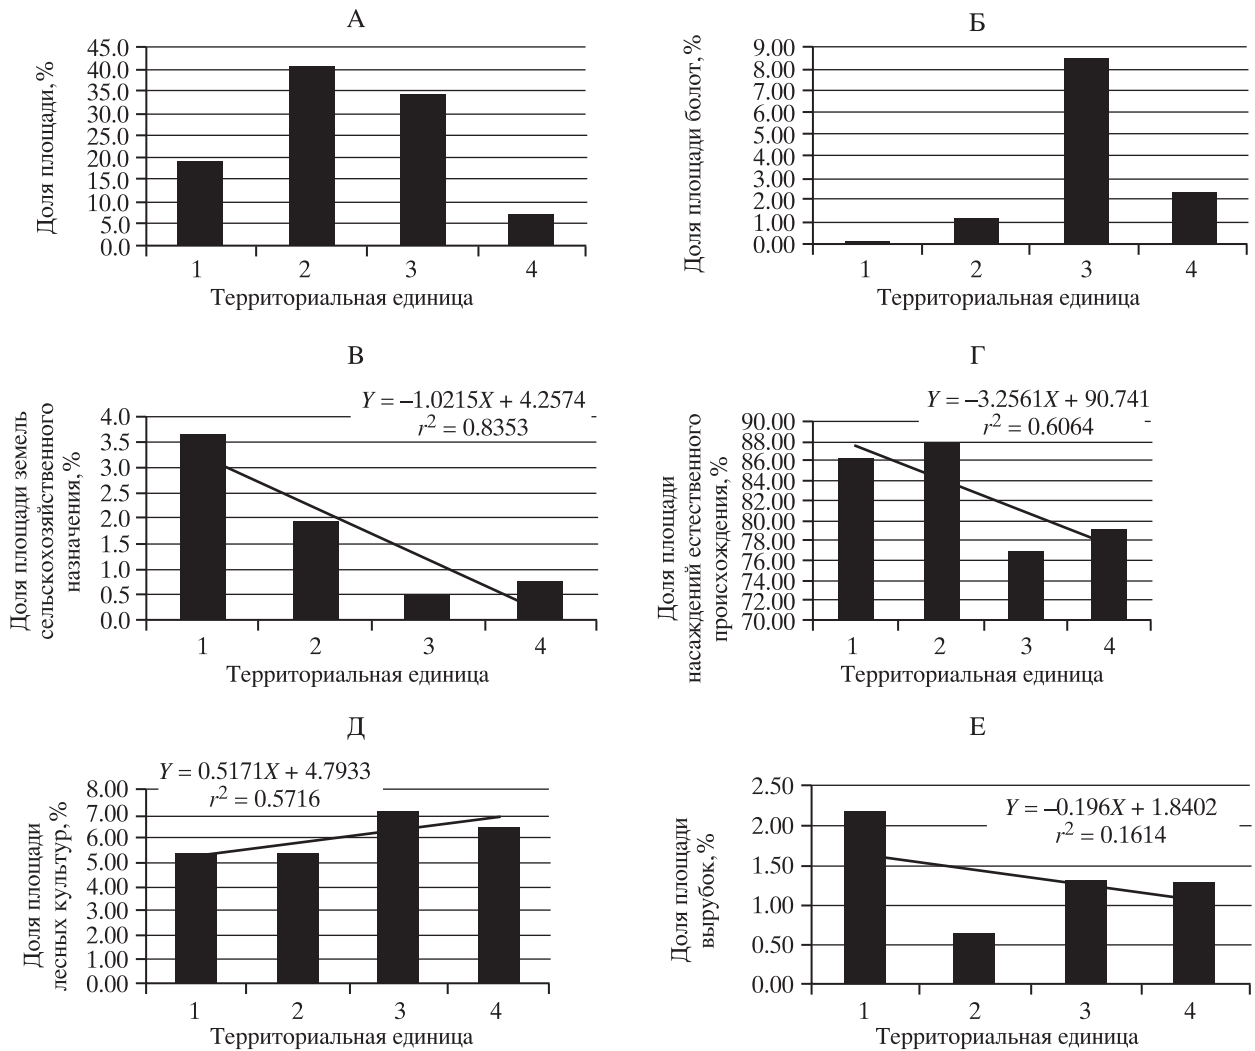 А
Доля площади, %
45.0
40.0
35.0
30.0
25.0
20.0
15.0
10.0
5.0
0.0
1 2 3 4
Территориальная единица
Б
Доля площади болот, %
9.00
8.00
7.00
6.00
5.00
4.00
3.00
2.00
1.00
0.00
1 2 3 4
Территориальная единица
В
Y = –1.0215X + 4.2574
r² = 0.8353
Доля площади земель
сельскохозяйственного
назначения, %
4.0
3.5
3.0
2.5
2.0
1.5
1.0
0.5
0.0
1 2 3 4
Территориальная единица
Г
Y = –3.2561X + 90.741
r² = 0.6064
Доля площади
насаждений естественного
происхождения, %
90.00
88.00
86.00
84.00
82.00
80.00
78.00
76.00
74.00
72.00
70.00
1 2 3 4
Территориальная единица
Д
Y = 0.5171X + 4.7933
r² = 0.5716
Доля площади
лесных культур, %
8.00
7.00
6.00
5.00
4.00
3.00
2.00
1.00
0.00
1 2 3 4
Территориальная единица
Е
Y = –0.196X + 1.8402
r² = 0.1614
Доля площади
вырубок, %
2.50
2.00
1.50
1.00
0.50
0.00
1 2 3 4
Территориальная единица